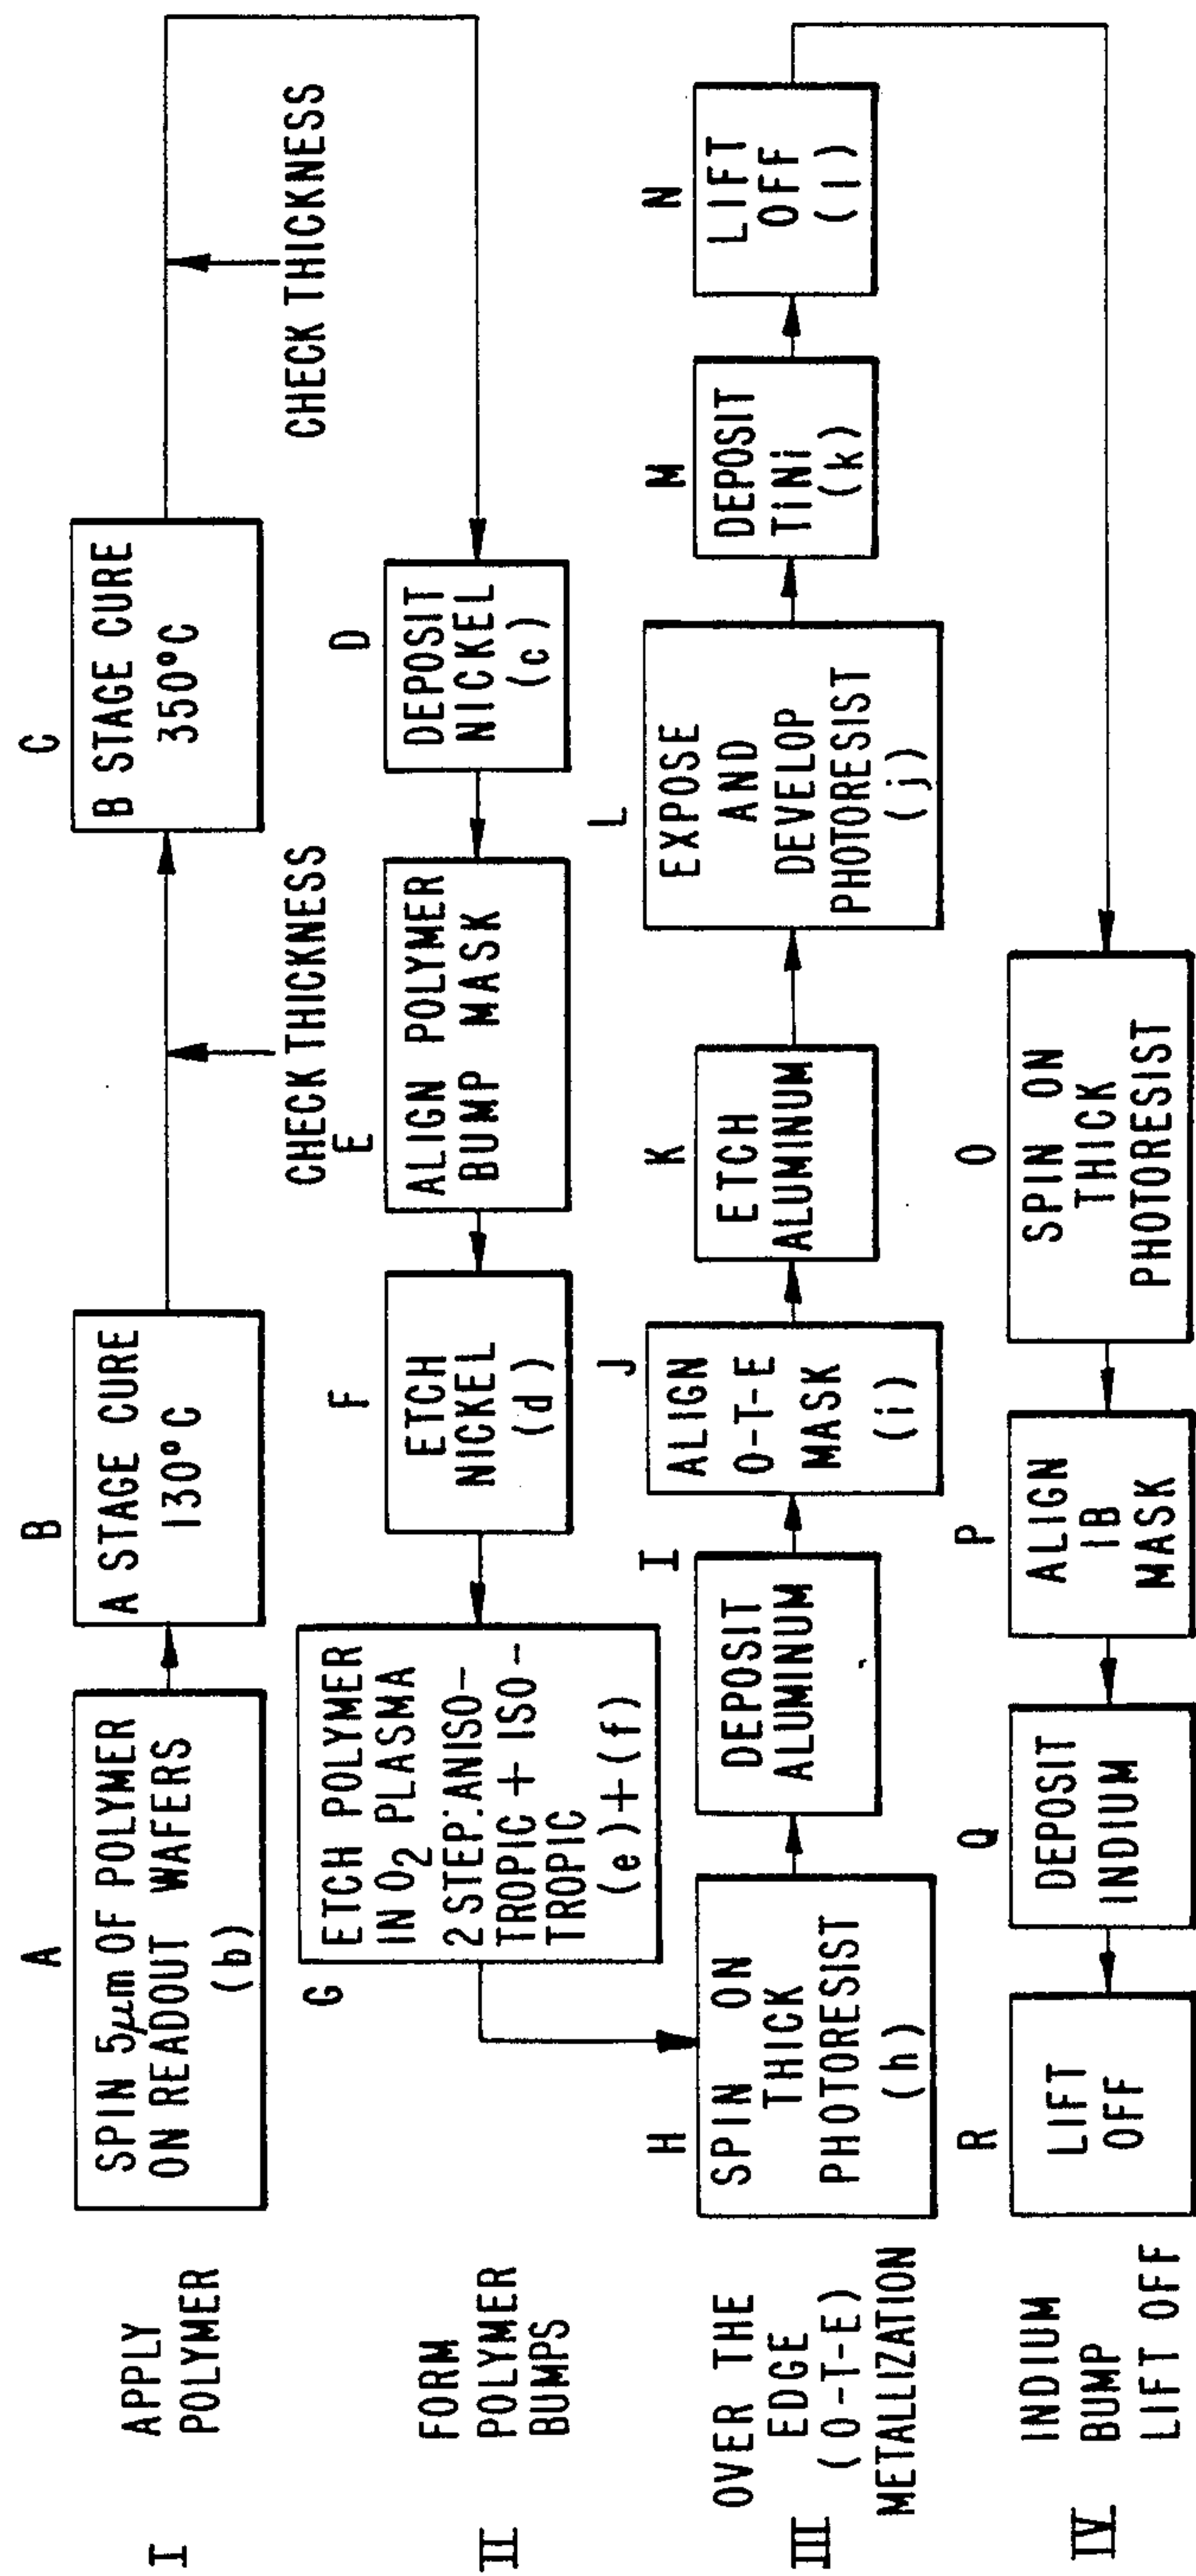 I
APPLY
POLYMER
A
SPIN 5μm OF POLYMER
ON READOUT WAFERS
(b)
B
A STAGE CURE
130°C
CHECK THICKNESS
C
B STAGE CURE
350°C
CHECK THICKNESS
II
FORM
POLYMER
BUMPS
D
DEPOSIT
NICKEL
(c)
E
ALIGN POLYMER
BUMP MASK
F
ETCH
NICKEL
(d)
G
ETCH POLYMER
IN O2 PLASMA
2 STEP: ANISO-
TROPIC + ISO-
TROPIC
(e)+(f)
III
OVER THE
EDGE
(O-T-E)
METALLIZATION
H
SPIN ON
THICK
PHOTORESIST
(h)
I
DEPOSIT
ALUMINUM
J
ALIGN
O-T-E
MASK
(i)
K
ETCH
ALUMINUM
L
EXPOSE
AND
DEVELOP
PHOTORESIST
(j)
M
DEPOSIT
TiNi
(k)
N
LIFT
OFF
(l)
IV
INDIUM
BUMP
LIFT OFF
O
SPIN ON
THICK
PHOTORESIST
P
ALIGN
IB
MASK
Q
DEPOSIT
INDIUM
R
LIFT
OFF